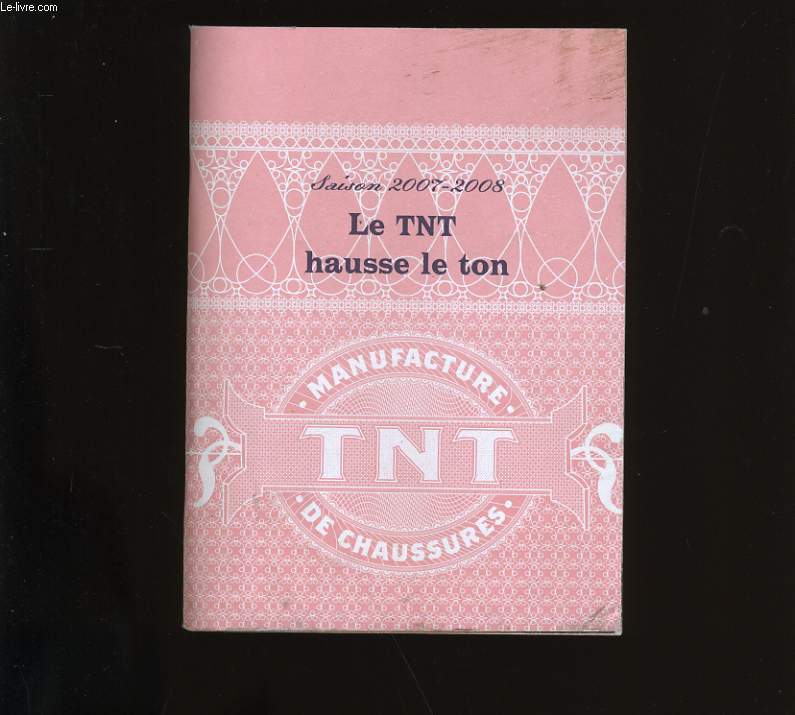 Le-livre.com
Saison 2007-2008
Le TNT
hausse le ton
• MANUFACTURE •
TNT
• DE CHAUSSURES •